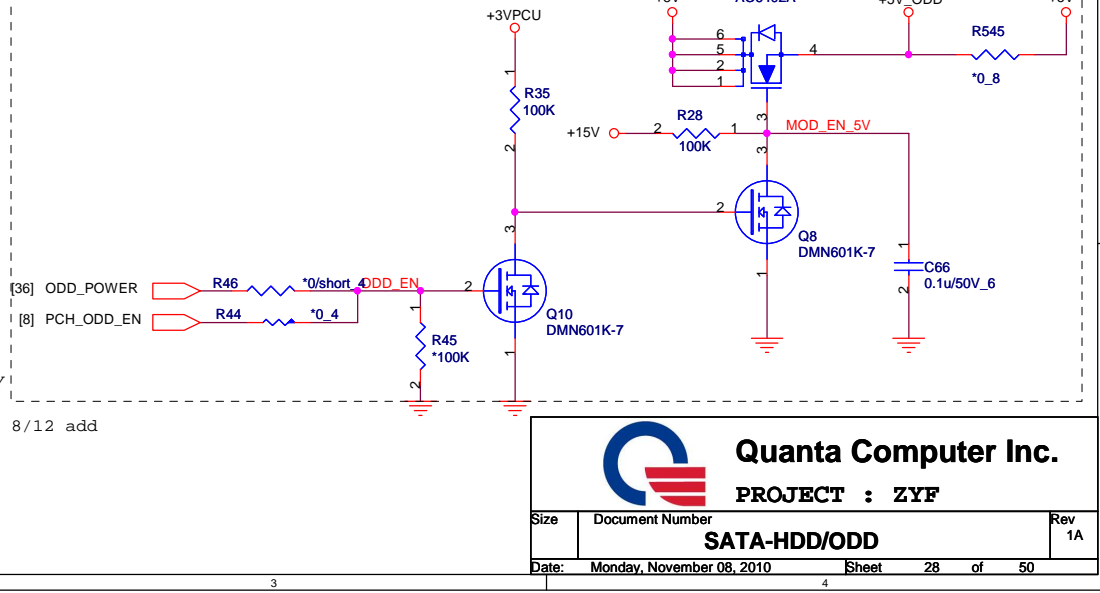 +3VPCU
+5V_ODD
R545
*0_8
6
5
2
1
4
3
1
R35
100K
2
+15V
2
R28
100K
1
MOD_EN_5V
3
2
Q8
DMN601K-7
1
1
C66
0.1u/50V_6
2
3
[36] ODD_POWER
R46
*0/short_4
ODD_EN
[8] PCH_ODD_EN
R44
*0_4
2
Q10
DMN601K-7
1
1
R45
*100K
2
8/12 add
Quanta Computer Inc.
PROJECT : ZYF
Size
Document Number
Rev
SATA-HDD/ODD
1A
Date: Monday, November 08, 2010
Sheet 28 of 50
3
4